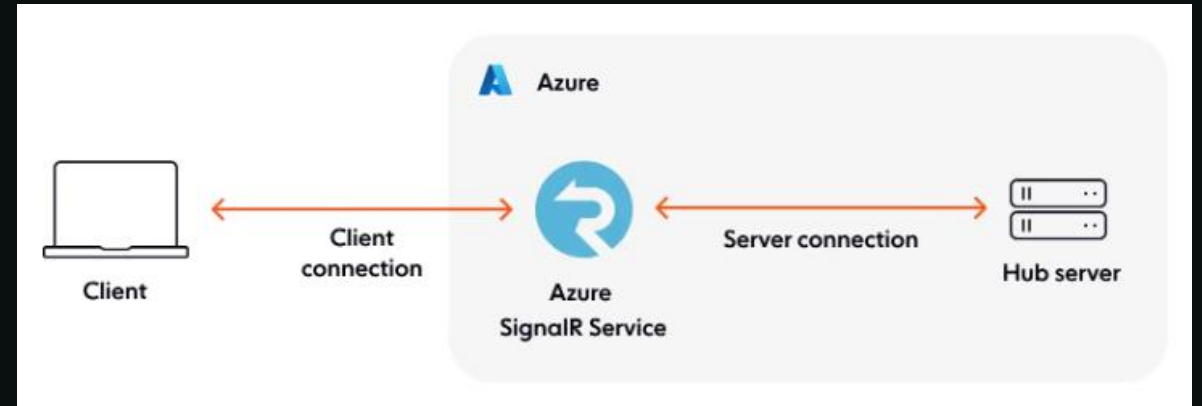 Azure
Client
connection
Server connection
Client
Azure
SignalR Service
Hub server